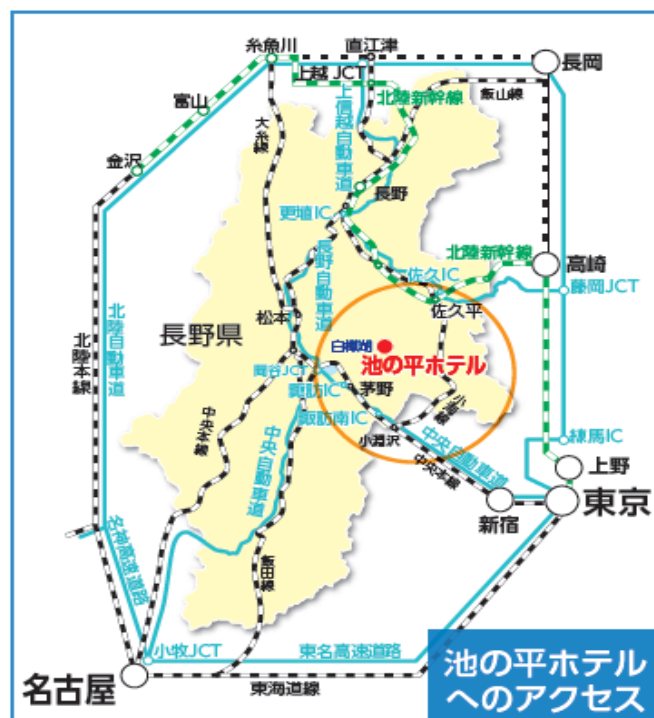 糸魚川
直江津
長岡
上越JCT
北陸新幹線
飯山線
富山
大糸線
上信越自動車道
金沢
長野
更埴IC
長野自動車道
北陸新幹線
佐久IC
高崎
藤岡JCT
佐久平
松本
長野県
白樺湖
池の平ホテル
岡谷JCT
諏訪IC
茅野
諏訪南IC
小淵沢
小海線
北陸自動車道
北陸本線
中央本線
中央自動車道
中央自動車道
中央本線
練馬IC
上野
東京
新宿
名神高速道路
飯田線
小牧JCT
東名高速道路
名古屋
東海道線
池の平ホテル
へのアクセス